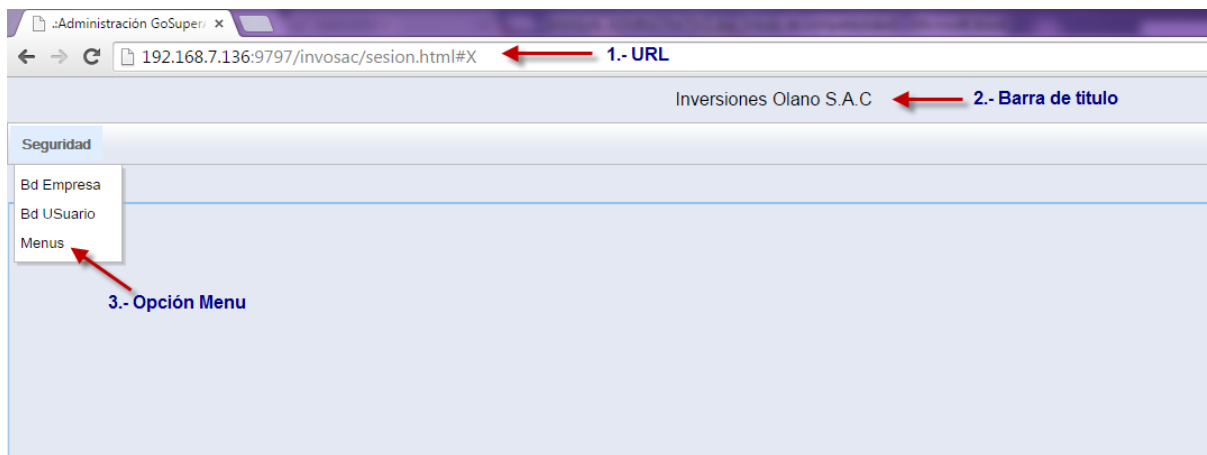 .:Administración GoSuper/
192.168.7.136:9797/invosac/sesion.html#X
1.- URL
Inversiones Olano S.A.C
2.- Barra de titulo
Seguridad
Bd Empresa
Bd USuario
Menus
3.- Opción Menu